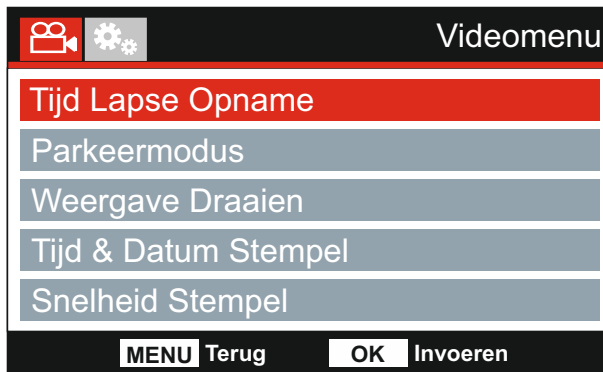 Videomenu
Tijd Lapse Opname
Parkeermodus
Weergave Draaien
Tijd & Datum Stempel
Snelheid Stempel
MENU Terug OK Invoeren